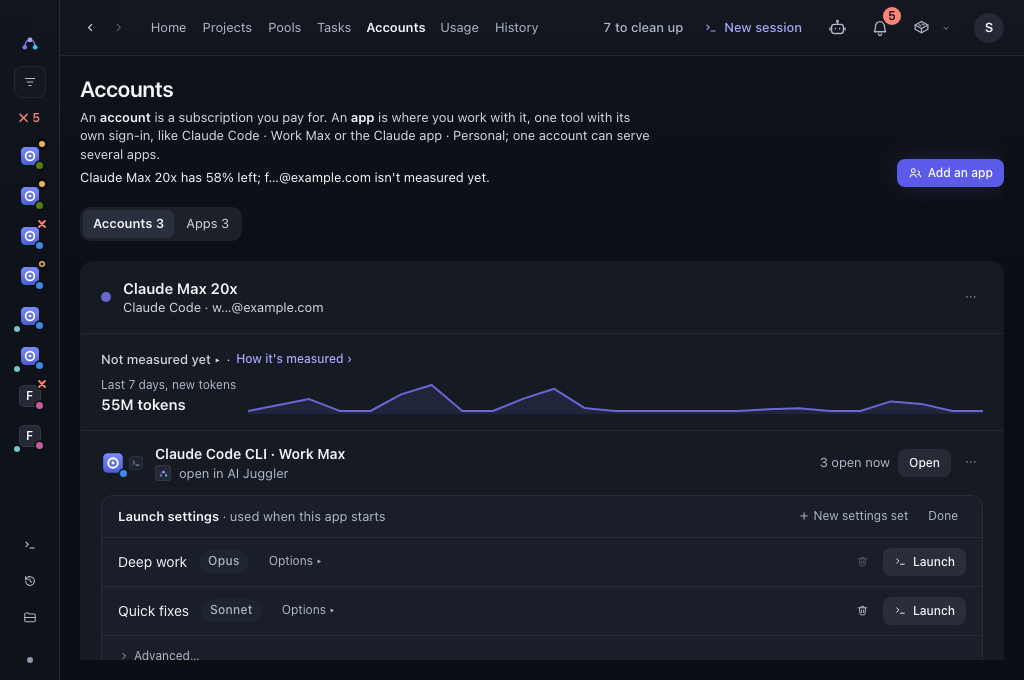 Home Projects Pools Tasks Accounts Usage History 7 to clean up New session 5 S
5
F
F
Accounts
An account is a subscription you pay for. An app is where you work with it, one tool with its
own sign-in, like Claude Code · Work Max or the Claude app · Personal; one account can serve
several apps.
Claude Max 20x has 58% left; f...@example.com isn't measured yet.
Add an app
Accounts 3 Apps 3
Claude Max 20x
Claude Code · w...@example.com
Not measured yet ▸ · How it's measured ›
Last 7 days, new tokens
55M tokens
Claude Code CLI · Work Max
open in AI Juggler
3 open now Open
Launch settings · used when this app starts
+ New settings set Done
Deep work Opus Options ▸ Launch
Quick fixes Sonnet Options ▸ Launch
Advanced...